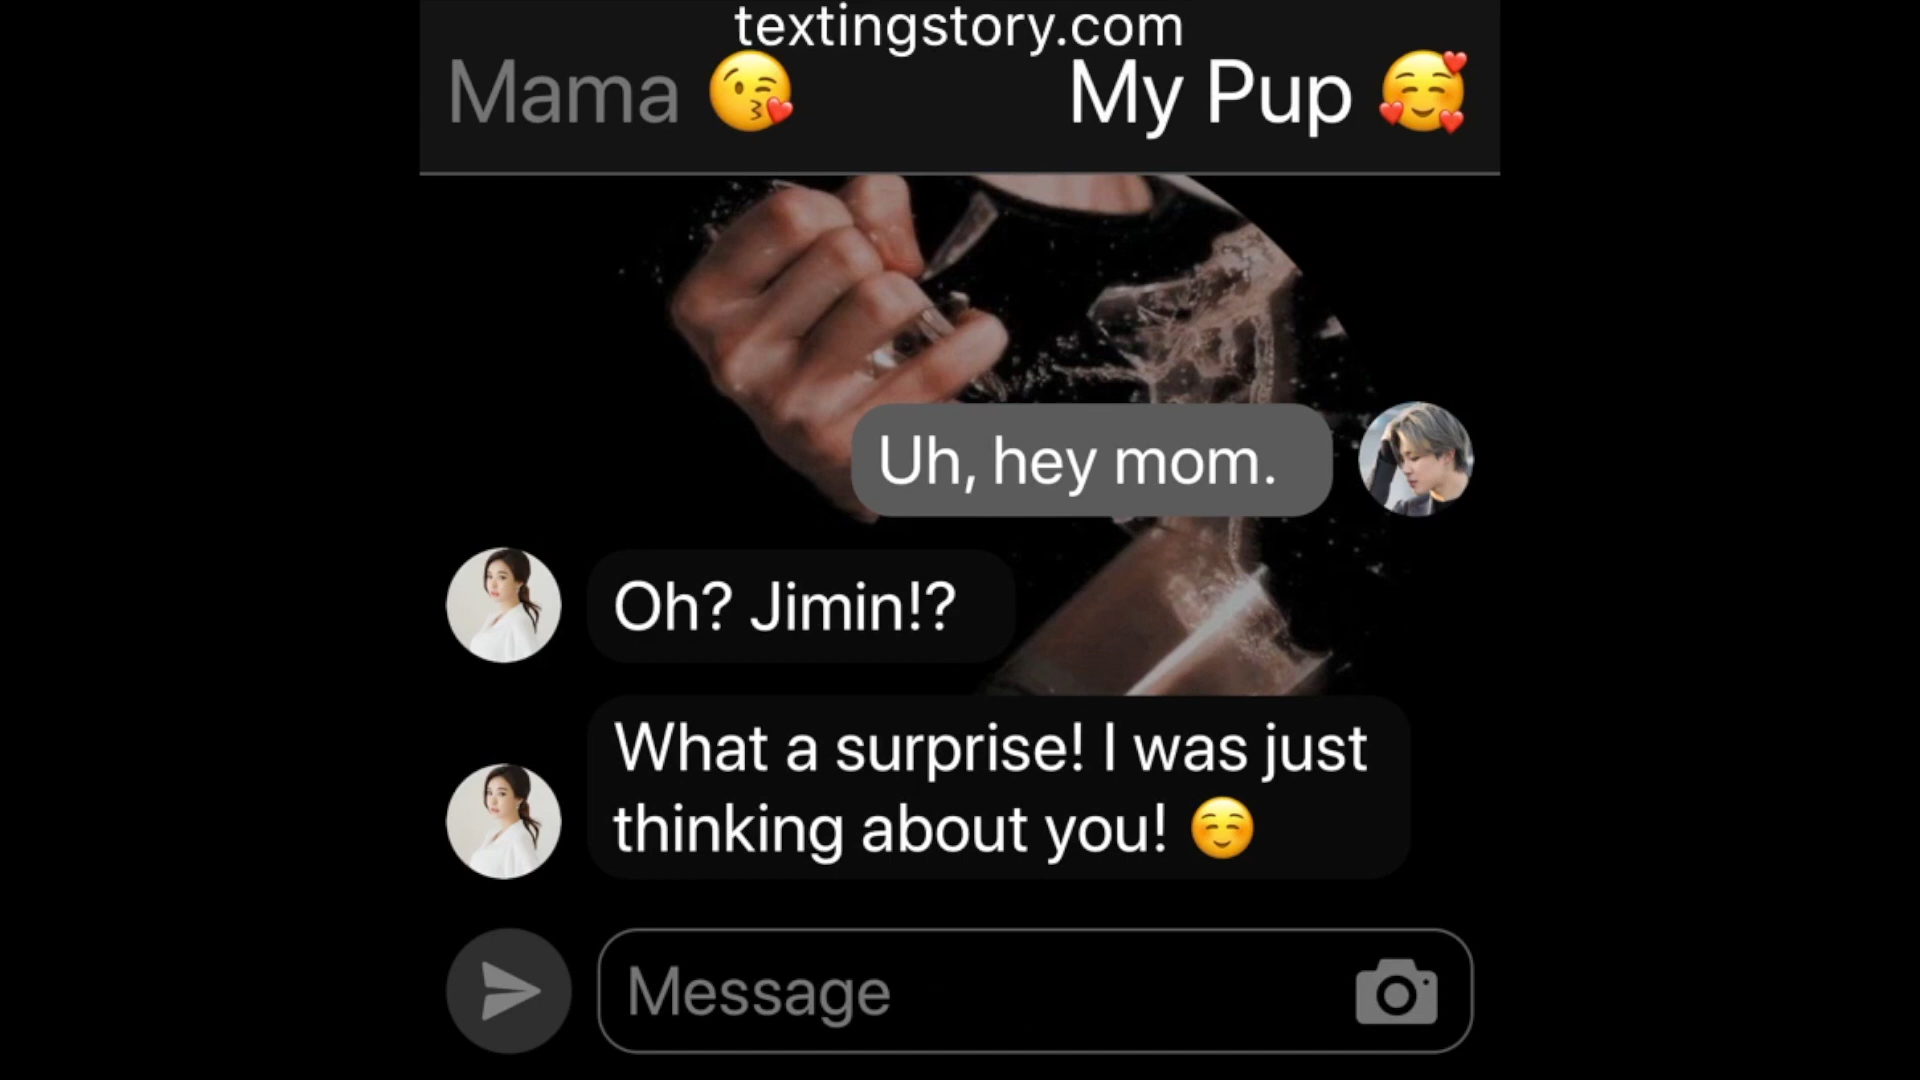 textingstory.com
Mama 😘 My Pup 🥰
Uh, hey mom.
Oh? Jimin!?
What a surprise! I was just
thinking about you! ☺️
Message